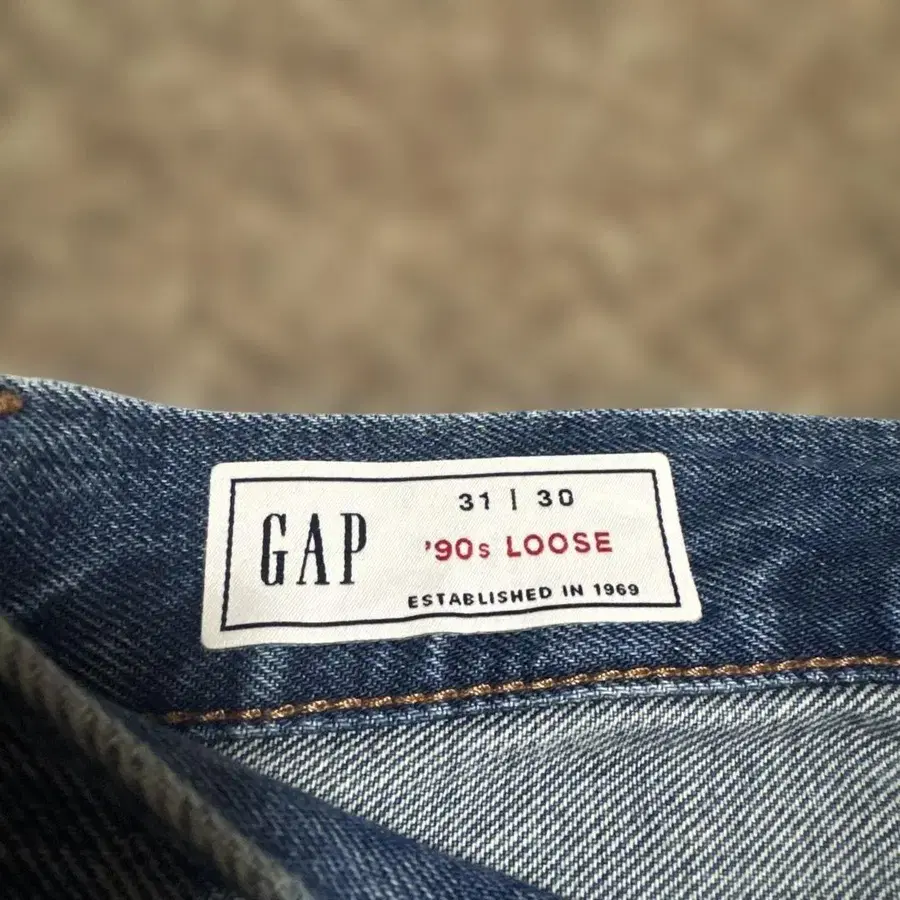 GAP
31 | 30
'90s LOOSE
ESTABLISHED IN 1969